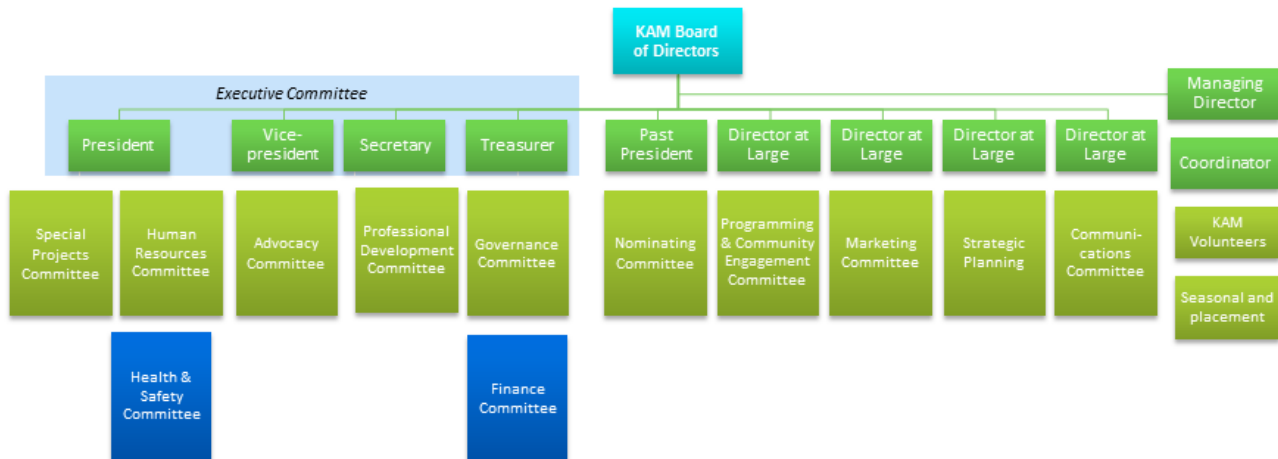 KAM Board
of Directors
Executive Committee
Managing
Director
President
Vice-
president
Secretary
Treasurer
Past
President
Director at
Large
Director at
Large
Director at
Large
Director at
Large
Coordinator
Special
Projects
Committee
Human
Resources
Committee
Advocacy
Committee
Professional
Development
Committee
Governance
Committee
Nominating
Committee
Programming
& Community
Engagement
Committee
Marketing
Committee
Strategic
Planning
Communi-
cations
Committee
KAM
Volunteers
Seasonal and
placement
Health &
Safety
Committee
Finance
Committee